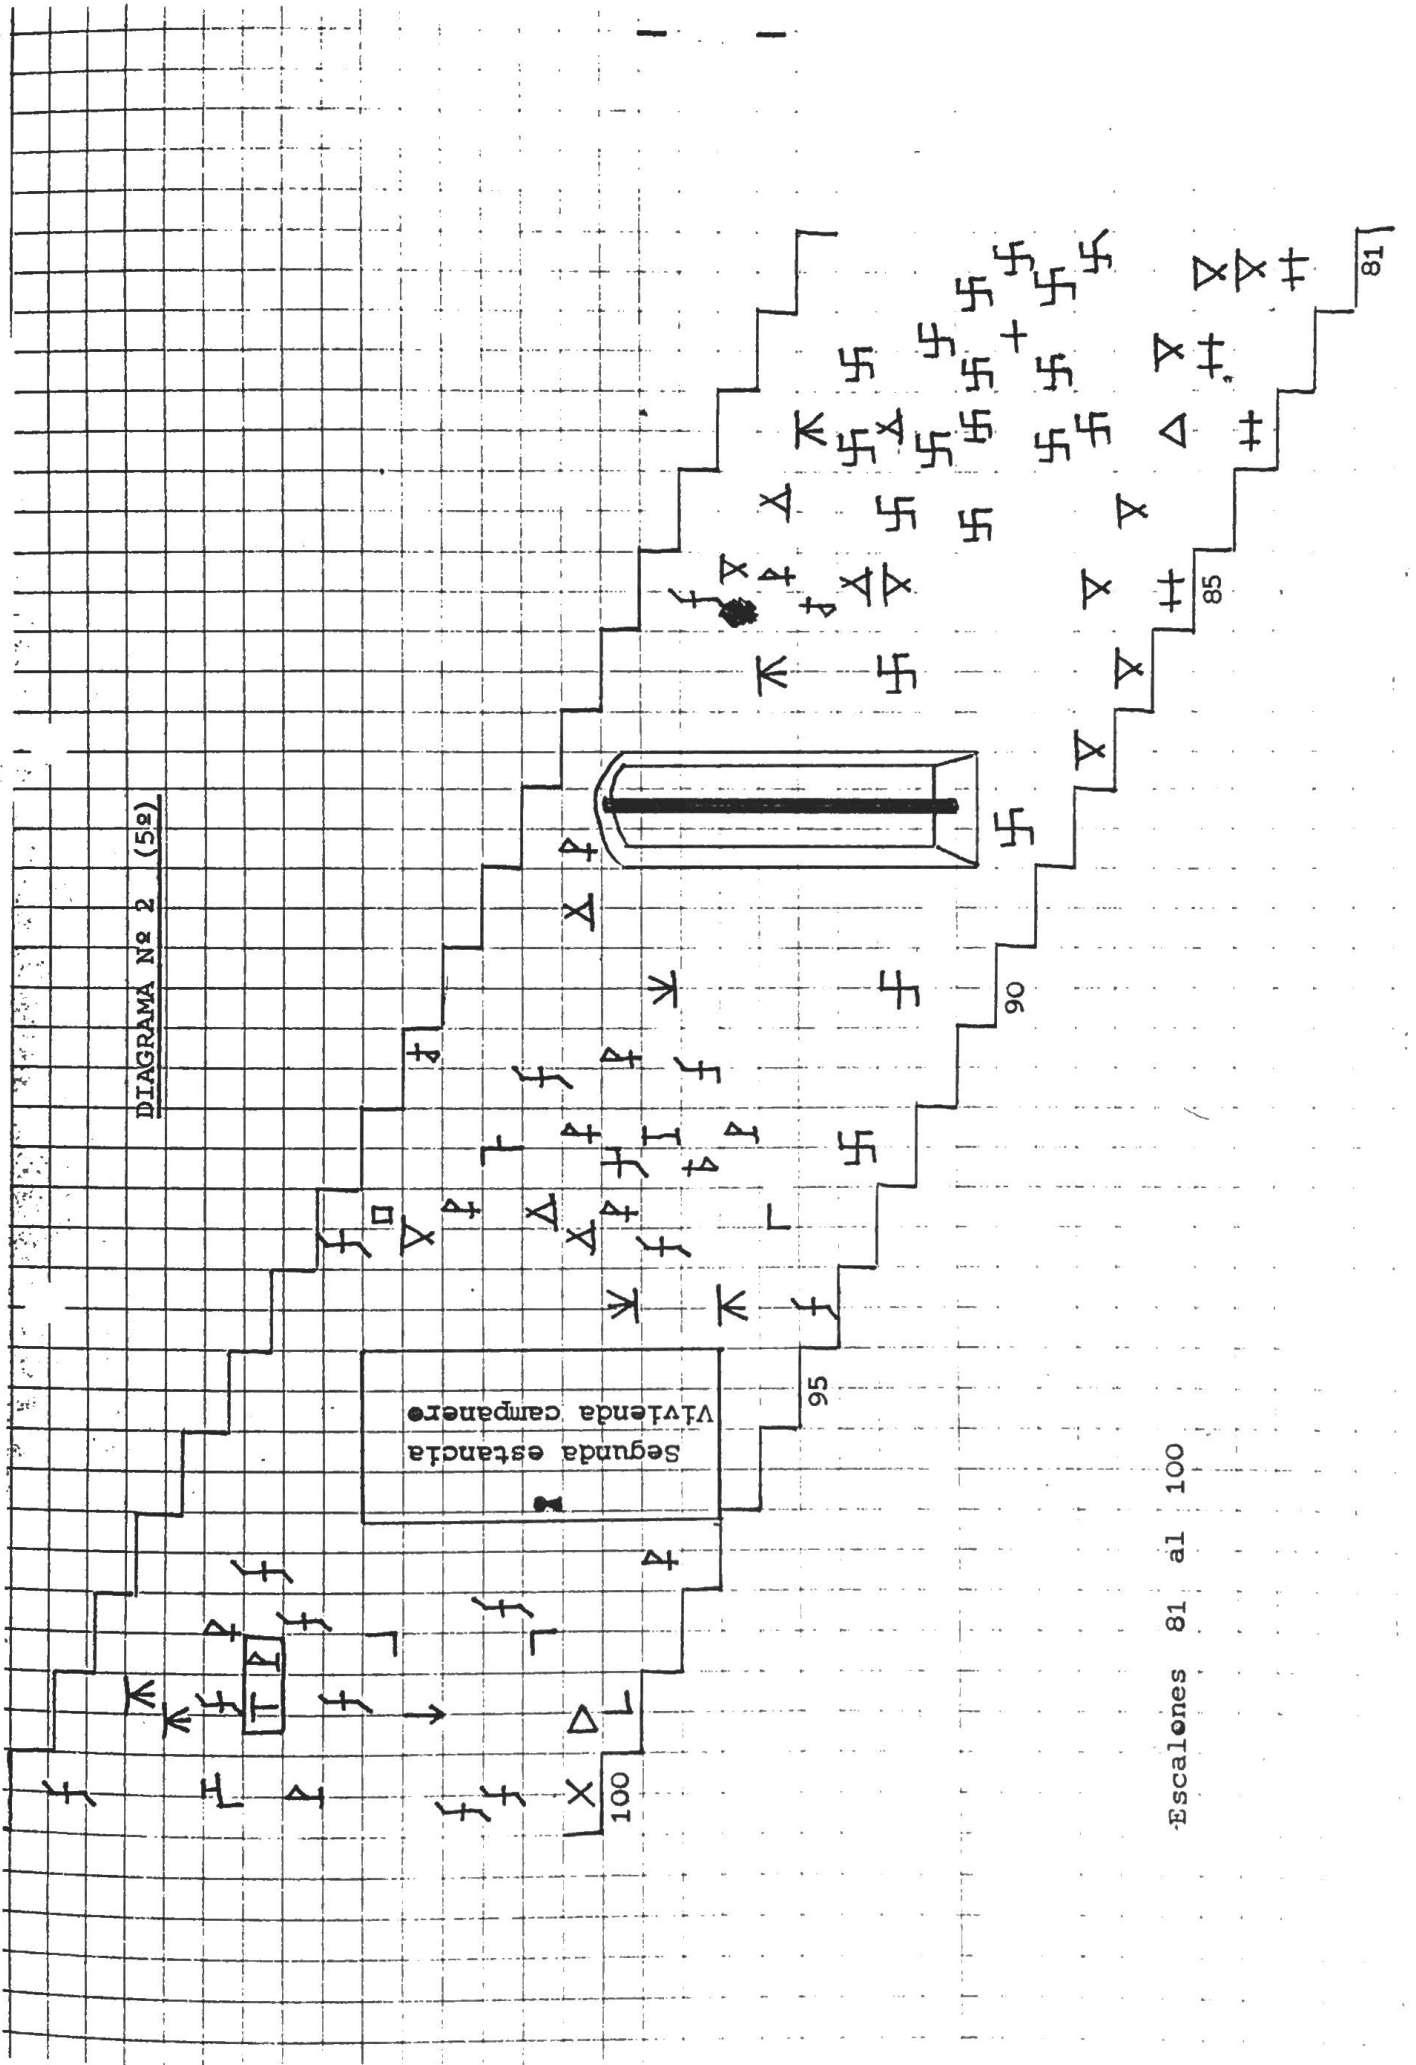 DIAGRAMA Nº 2 (5º)
81
85
90
95
100
Segunda estancia
Vivienda campanero
Escalones 81 al 100